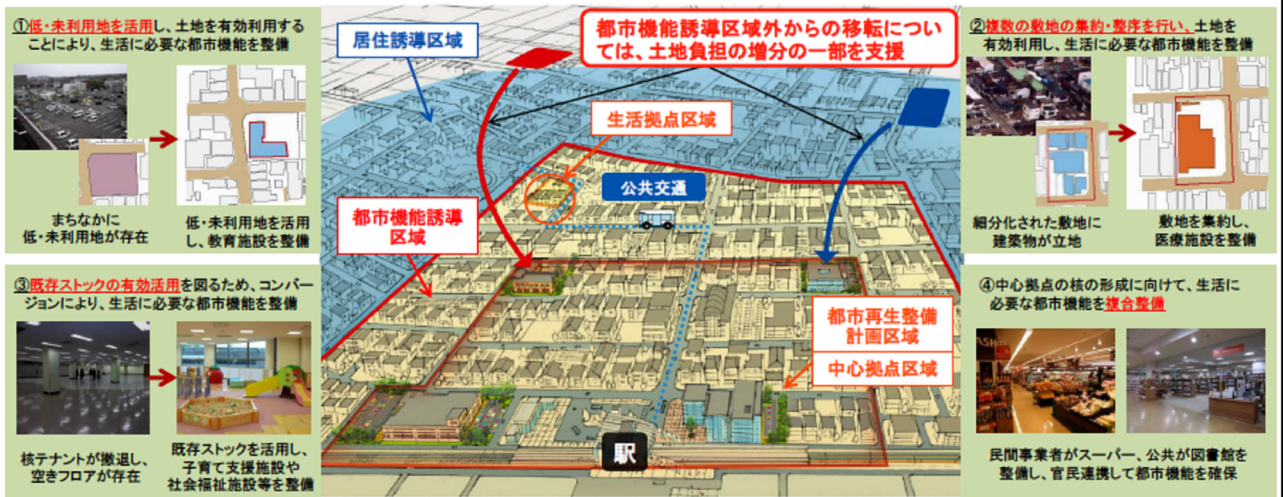 ①低・未利用地を活用し、土地を有効利用する
ことにより、生活に必要な都市機能を整備
まちなかに
低・未利用地が存在
低・未利用地を活用
し、教育施設を整備
③既存ストックの有効活用を図るため、コンバー
ジョンにより、生活に必要な都市機能を整備
核テナントが撤退し、
空きフロアが存在
既存ストックを活用し、
子育て支援施設や
社会福祉施設等を整備
居住誘導区域
都市機能誘導区域外からの移転につい
ては、土地負担の増分の一部を支援
生活拠点区域
公共交通
都市機能誘導
区域
都市再生整備
計画区域
中心拠点区域
駅
②複数の敷地の集約・整序を行い、土地を
有効利用し、生活に必要な都市機能を整備
細分化された敷地に
建築物が立地
敷地を集約し、
医療施設を整備
④中心拠点の核の形成に向けて、生活に
必要な都市機能を複合整備
民間事業者がスーパー、公共が図書館を
整備し、官民連携して都市機能を確保